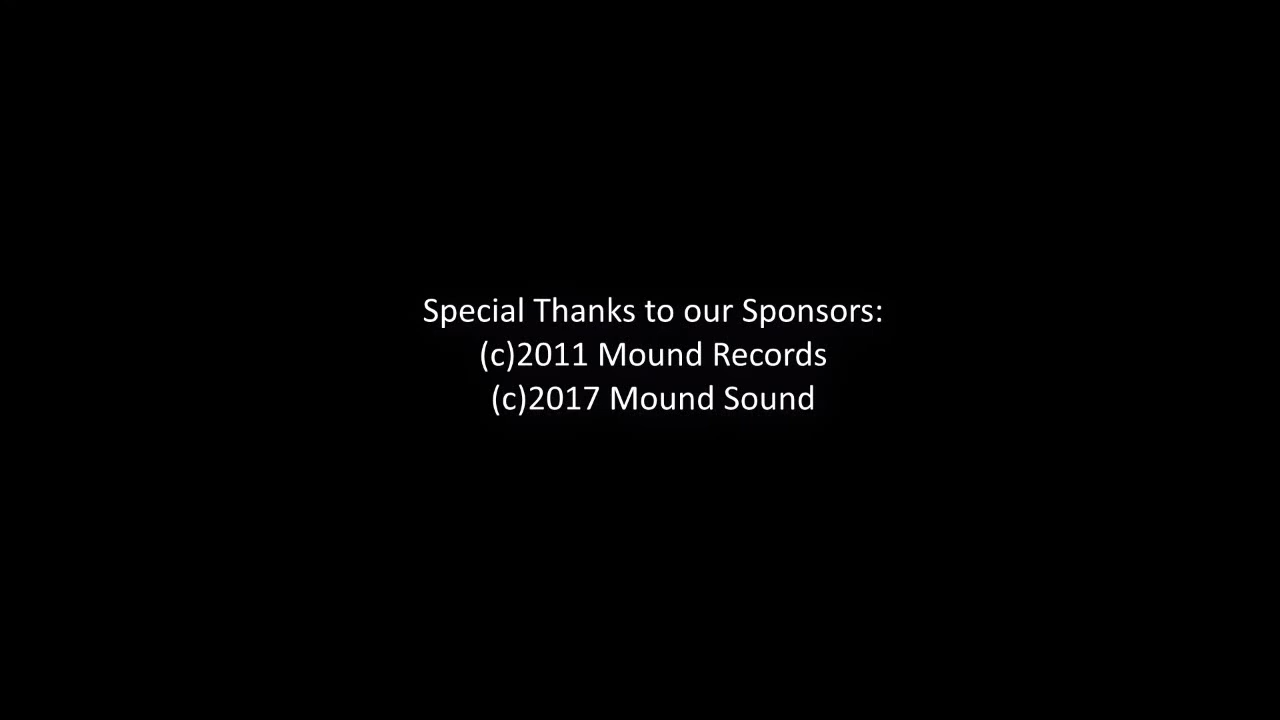 Special Thanks to our Sponsors:
(c)2011 Mound Records
(c)2017 Mound Sound